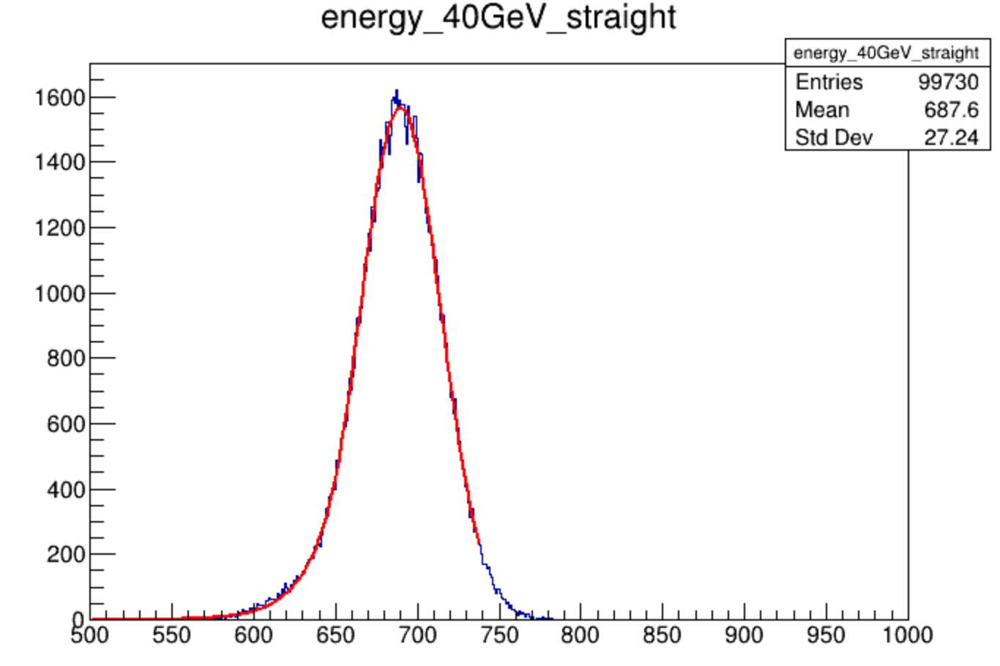 energy_40GeV_straight
energy_40GeV_straight
Entries 99730
Mean 687.6
Std Dev 27.24
1600
1400
1200
1000
800
600
400
200
0
500 550 600 650 700 750 800 850 900 950 1000